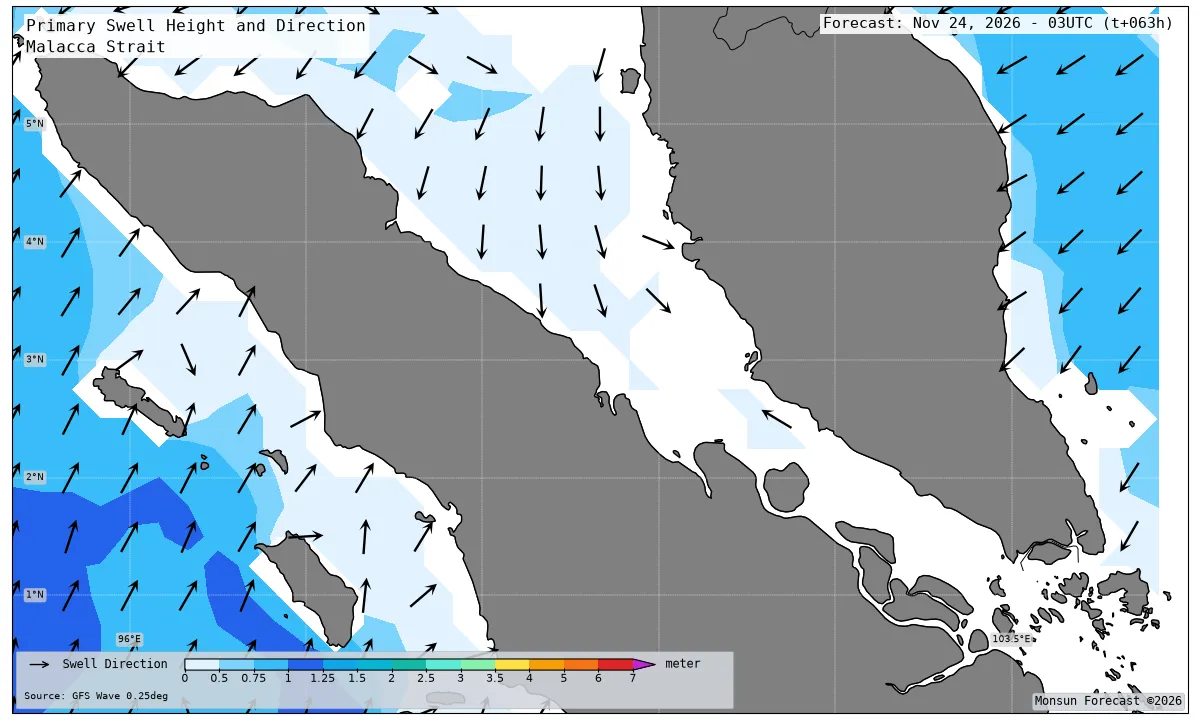 Primary Swell Height and Direction
Malacca Strait
Forecast: Nov 24, 2026 - 03UTC (t+063h)
5°N
4°N
3°N
2°N
1°N
96°E
103.5°E
Swell Direction
0 0.5 0.75 1 1.25 1.5 2 2.5 3 3.5 4 5 6 7
meter
Source: GFS Wave 0.25deg
Monsun Forecast ©2026